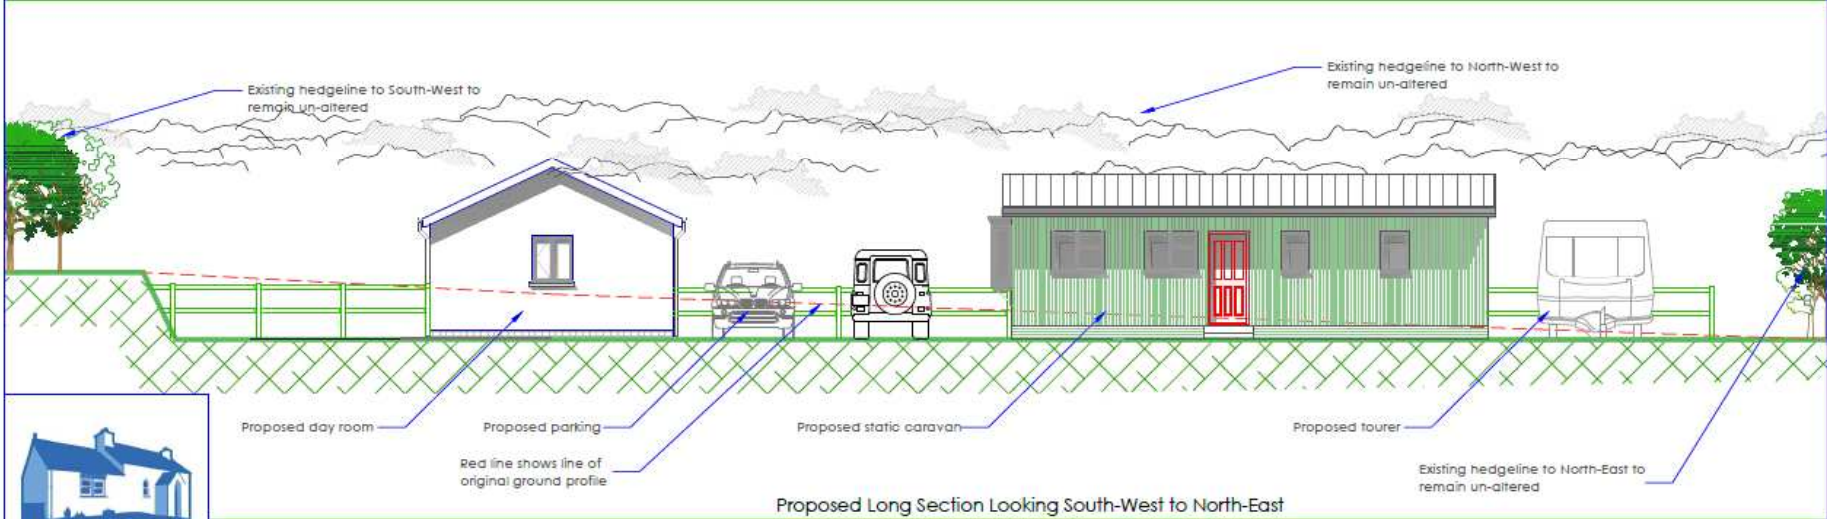 Existing hedgeline to South-West to
remain un-altered
Existing hedgeline to North-West to
remain un-altered
Proposed day room
Proposed parking
Proposed static caravan
Proposed tourer
Red line shows line of
original ground profile
Existing hedgeline to North-East to
remain un-altered
Proposed Long Section Looking South-West to North-East